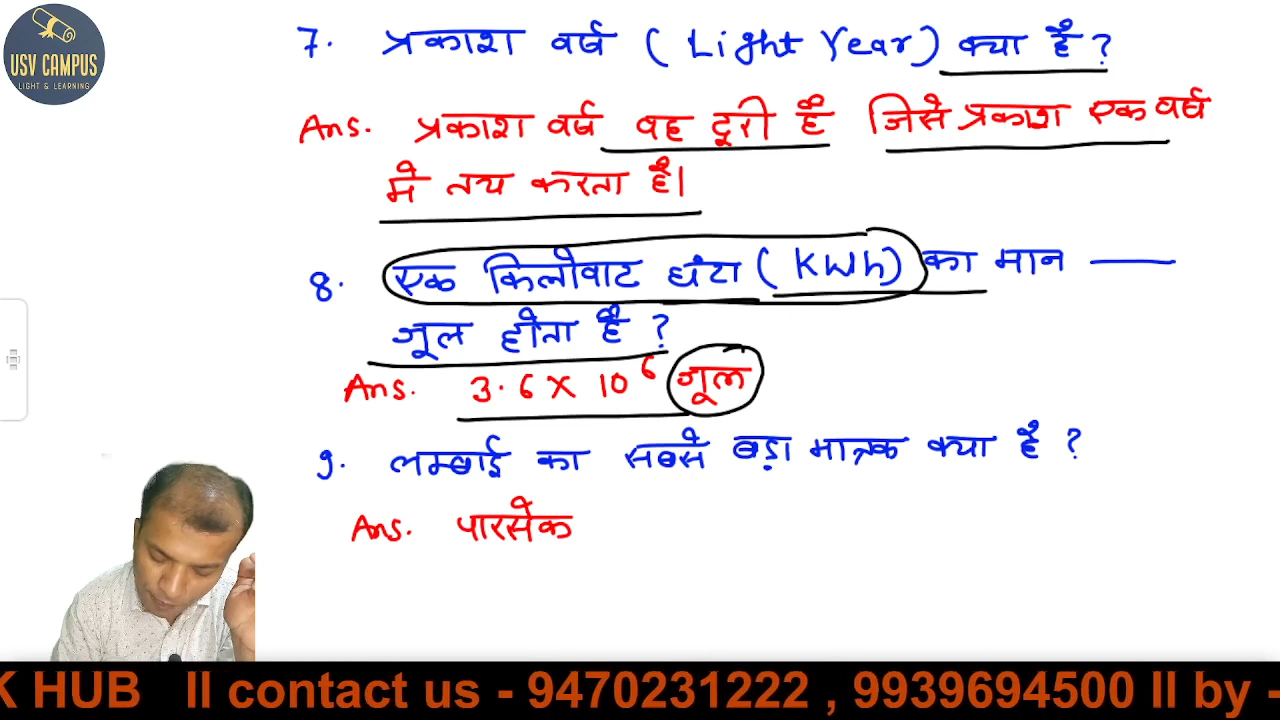 USV CAMPUS
LIGHT & LEARNING
7. प्रकाश वर्ष (Light Year) क्या है?
Ans. प्रकाश वर्ष वह दूरी है जिसे प्रकाश एक वर्ष
में तय करता है।
8. एक किलोवाट घंटा (KWh) का मान ——
जूल होता है?
Ans. 3.6 X 10⁶ जूल
9. लम्बाई का सबसे बड़ा मात्रक क्या है?
Ans. पारसेक
K HUB II contact us - 9470231222 , 9939694500 II by -